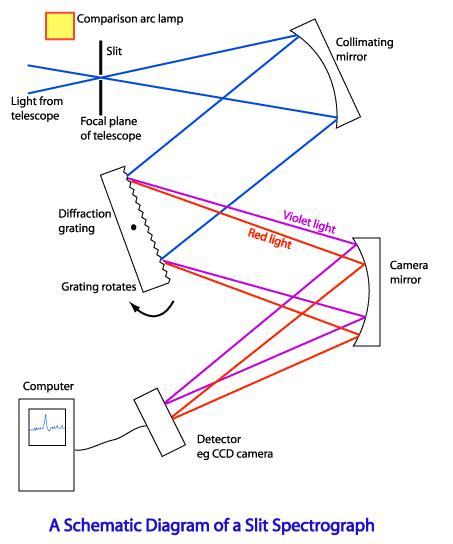 Comparison arc lamp
Slit
Collimating
mirror
Light from
telescope
Focal plane
of telescope
Diffraction
grating
Violet light
Red light
Camera
mirror
Grating rotates
Computer
Detector
eg CCD camera
A Schematic Diagram of a Slit Spectrograph